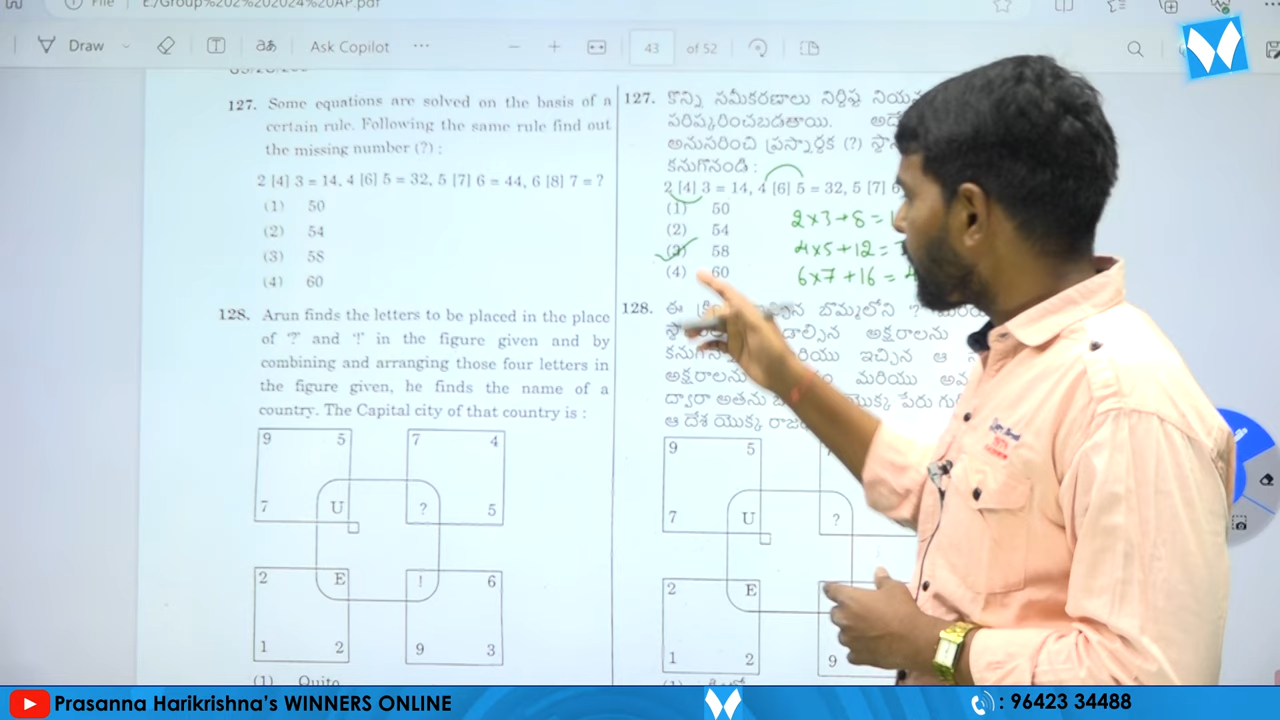 File
E:/Group%202%202024%20AP.pdf
Draw
T
aあ
Ask Copilot
43 of 52
127. Some equations are solved on the basis of a
certain rule. Following the same rule find out
the missing number (?) :
2 [4] 3 = 14, 4 [6] 5 = 32, 5 [7] 6 = 44, 6 [8] 7 = ?
(1) 50
(2) 54
(3) 58
(4) 60
128. Arun finds the letters to be placed in the place
of '?' and '!' in the figure given and by
combining and arranging those four letters in
the figure given, he finds the name of a
country. The Capital city of that country is :
9 5 7 4
7 U ? 5
2 E ! 6
1 2 9 3
(1) Quito
127. కొన్ని సమీకరణాలు నిర్దిష్ట
పరిష్కరించబడతాయి.
అనుసరించి ప్రస్నార్థక (?)
కనుగొనండి :
2 [4] 3 = 14, 4 [6] 5 = 32, 5 [7] 6
(1) 50
(2) 54
(3) 58
(4) 60
2×3+8=
4×5+12=
6×7+16=
128. ఈ బొమ్మలోని '?'
అక్షరాలను
మరియు ఇచ్చిన ఆ
అక్షరాలను మరియు
ద్వారా అతను యొక్క పేరు
ఆ దేశ యొక్క
9 5
7 U ?
2 E
1 2 9
Prasanna Harikrishna's WINNERS ONLINE
: 96423 34488